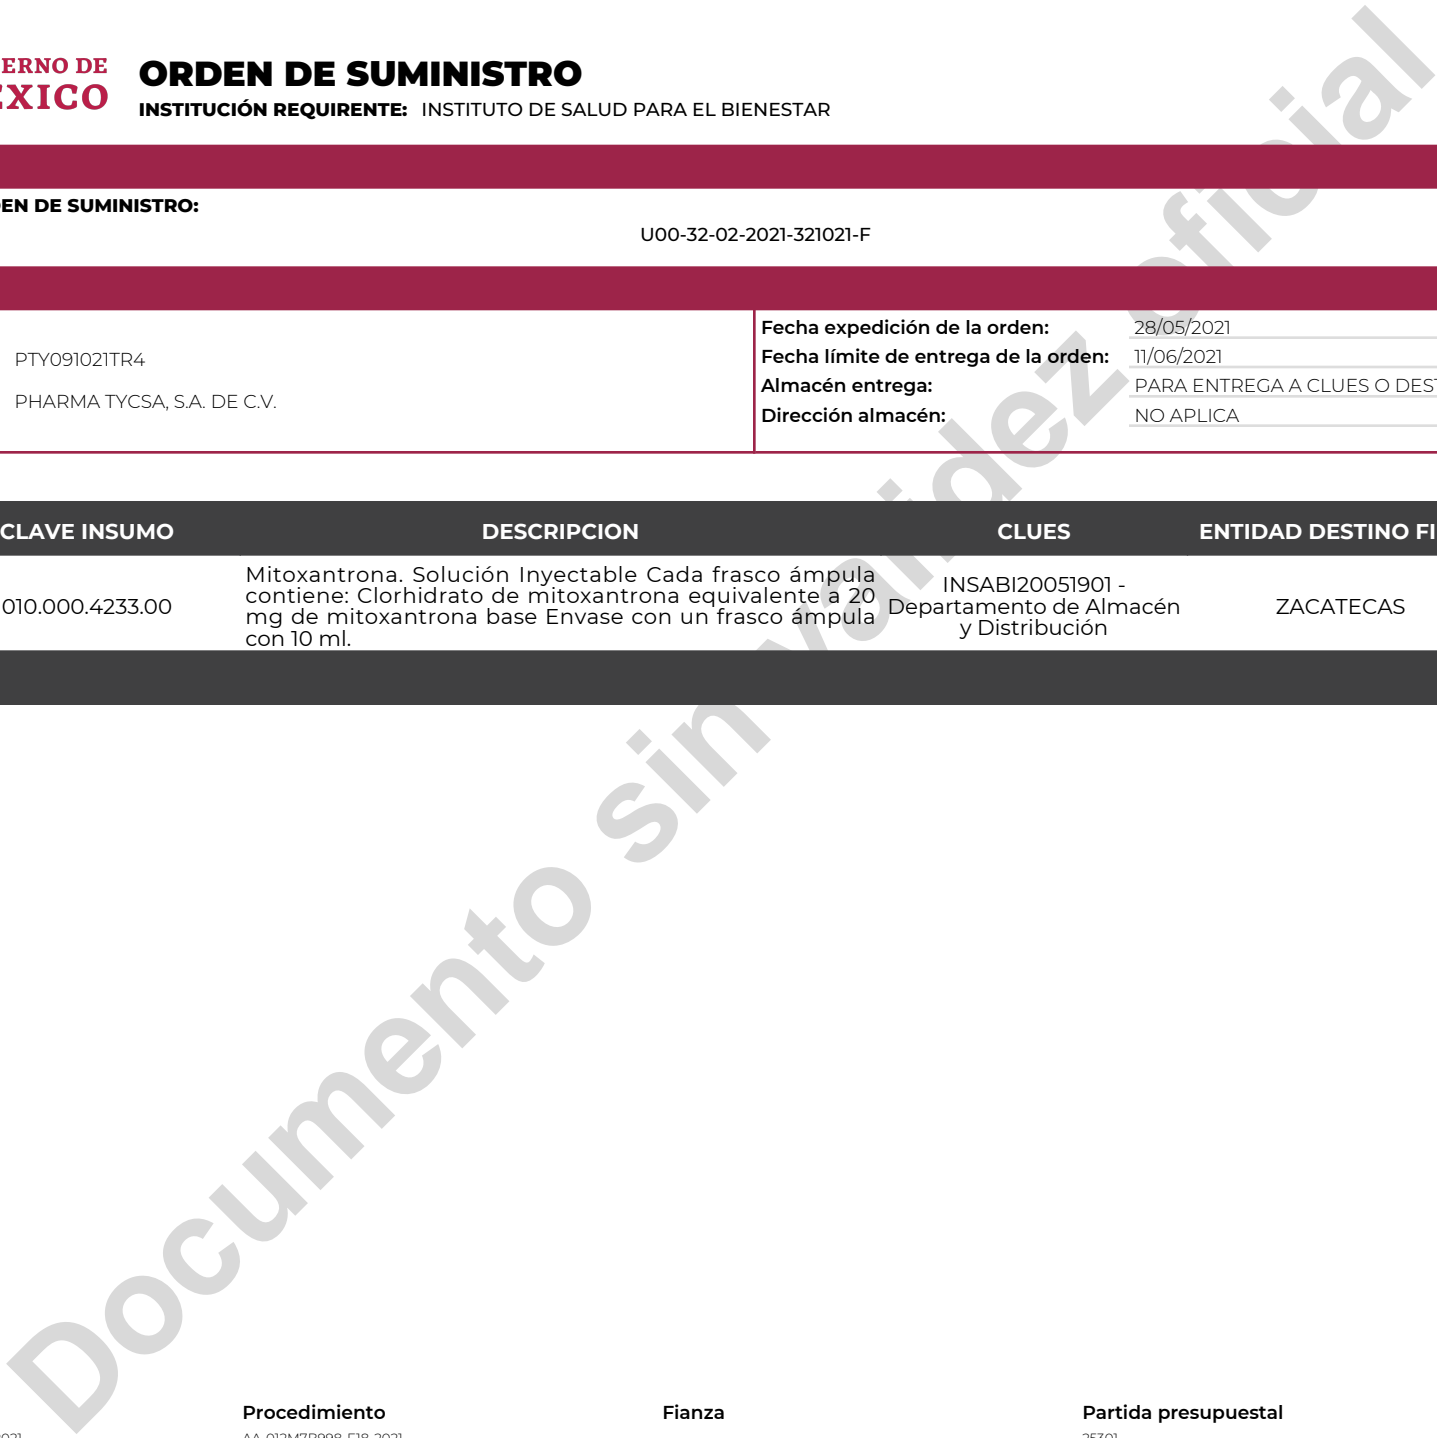 ERNO DE
ORDEN DE SUMINISTRO
EXICO
INSTITUCIÓN REQUIRENTE: INSTITUTO DE SALUD PARA EL BIENESTAR
EN DE SUMINISTRO:
U00-32-02-2021-321021-F
Fecha expedición de la orden: 28/05/2021
PTY091021TR4
Fecha límite de entrega de la orden: 11/06/2021
Almacén entrega: PARA ENTREGA A CLUES O DEST
PHARMA TYCSA, S.A. DE C.V.
Dirección almacén: NO APLICA
CLAVE INSUMO DESCRIPCION CLUES ENTIDAD DESTINO FI
010.000.4233.00
Mitoxantrona. Solución Inyectable Cada frasco ámpula
contiene: Clorhidrato de mitoxantrona equivalente a 20
mg de mitoxantrona base Envase con un frasco ámpula
con 10 ml.
INSABI20051901 -
Departamento de Almacén
y Distribución
ZACATECAS
Documento sin validez oficial
Procedimiento Fianza Partida presupuestal